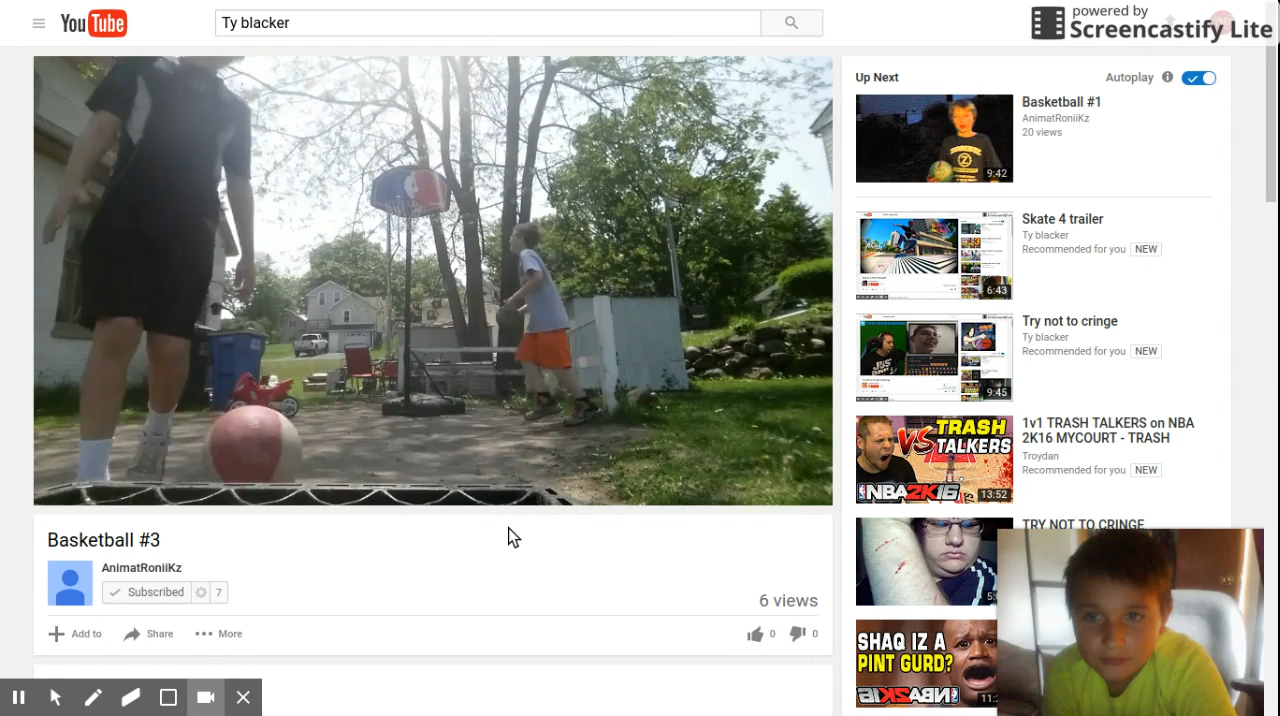 YouTube
Ty blacker
powered by
Screencastify Lite
Up Next
Autoplay
Basketball #1
AnimatRoniiKz
20 views
9:42
Skate 4 trailer
Ty blacker
Recommended for you NEW
6:43
Try not to cringe
Ty blacker
Recommended for you NEW
9:45
1v1 TRASH TALKERS on NBA
2K16 MYCOURT - TRASH
Troydan
Recommended for you NEW
TRASH
VS TALKERS
NBA2K16
13:52
TRY NOT TO CRINGE
SHAQ IZ A
PINT GURD?
NBA2K16
Basketball #3
AnimatRoniiKz
Subscribed 7
6 views
Add to Share More 0 0